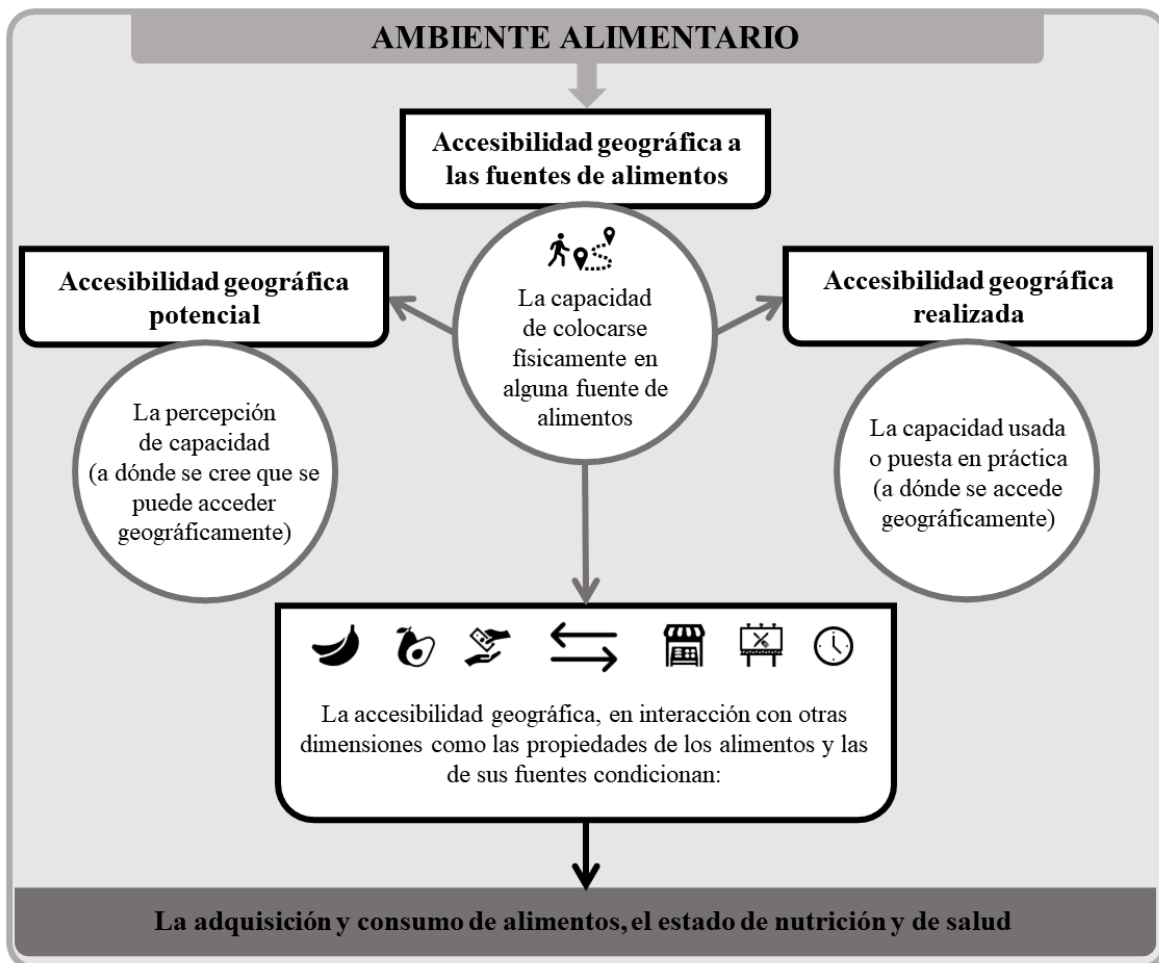 AMBIENTE ALIMENTARIO
Accesibilidad geográfica a
las fuentes de alimentos
La capacidad
de colocarse
físicamente en
alguna fuente de
alimentos
Accesibilidad geográfica
potencial
La percepción
de capacidad
(a dónde se cree que se
puede acceder
geográficamente)
Accesibilidad geográfica
realizada
La capacidad usada
o puesta en práctica
(a dónde se accede
geográficamente)
La accesibilidad geográfica, en interacción con otras
dimensiones como las propiedades de los alimentos y las
de sus fuentes condicionan:
La adquisición y consumo de alimentos, el estado de nutrición y de salud